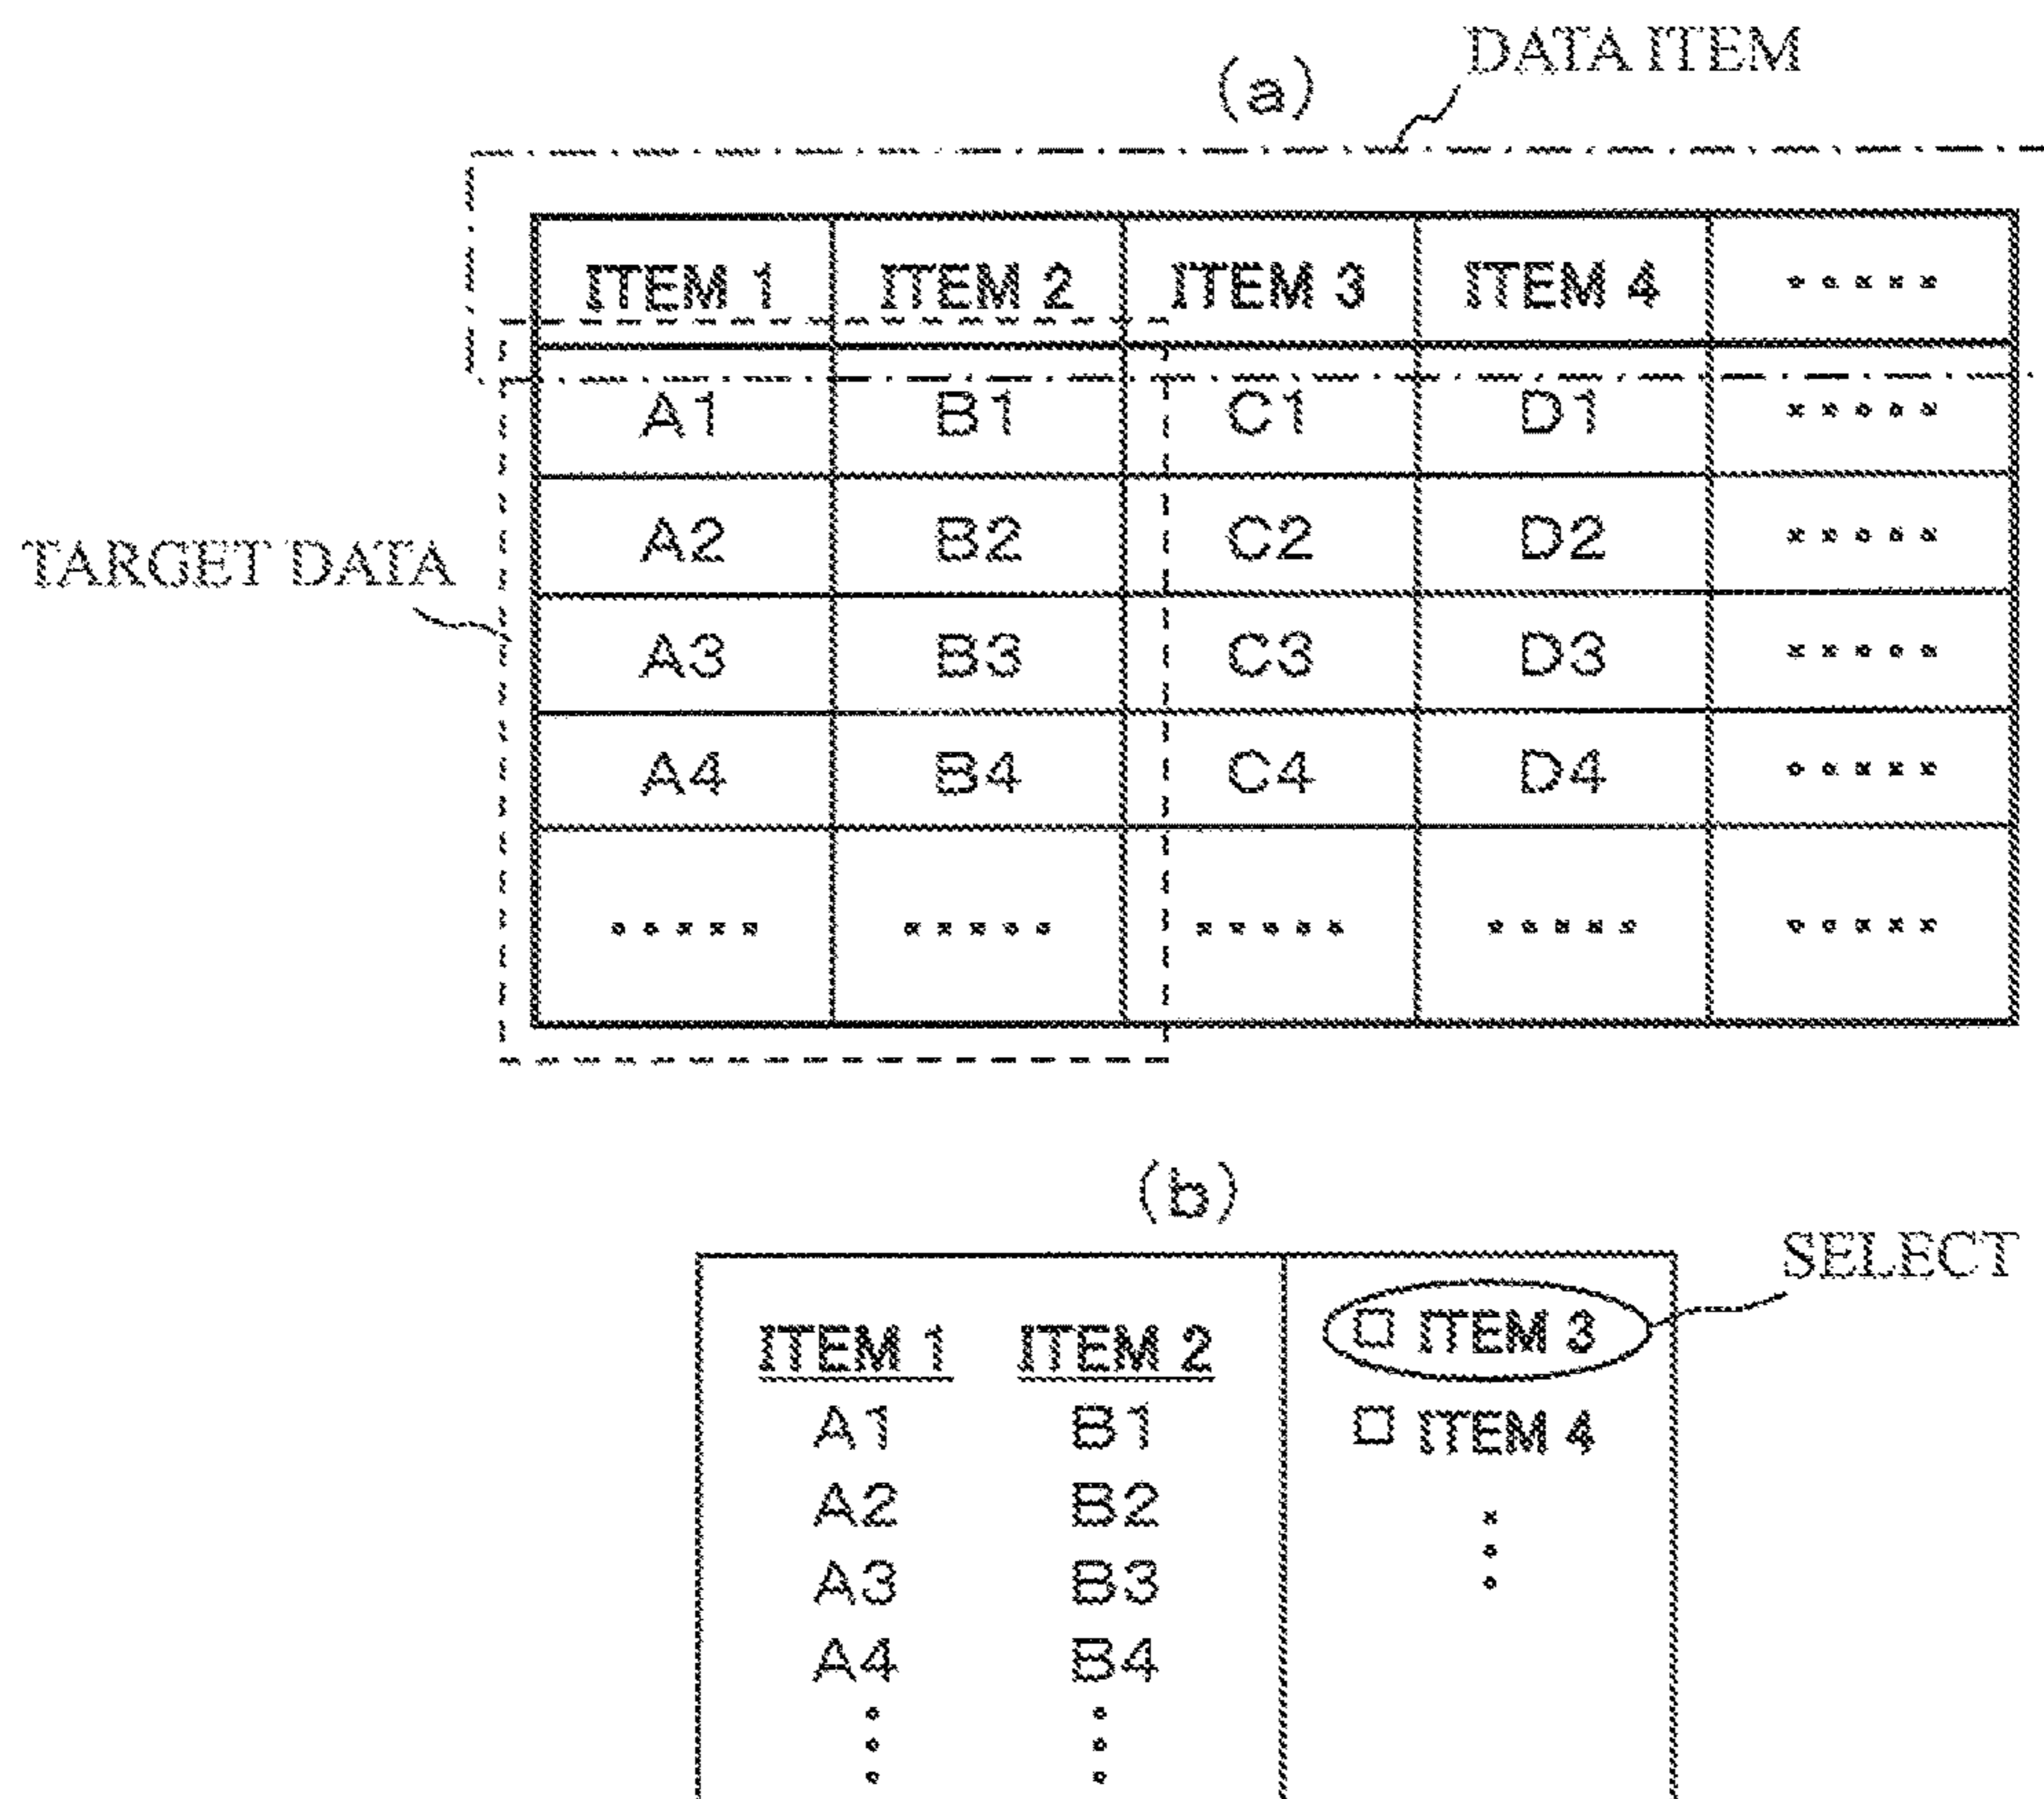 (a)
DATA ITEM
ITEM 1 ITEM 2 ITEM 3 ITEM 4 .....
A1 B1 C1 D1 .....
A2 B2 C2 D2 .....
TARGET DATA
A3 B3 C3 D3 .....
A4 B4 C4 D4 .....
..... ..... ..... ..... .....
(b)
SELECT
ITEM 1 ITEM 2 □ ITEM 3
A1 B1 □ ITEM 4
A2 B2
A3 B3
A4 B4